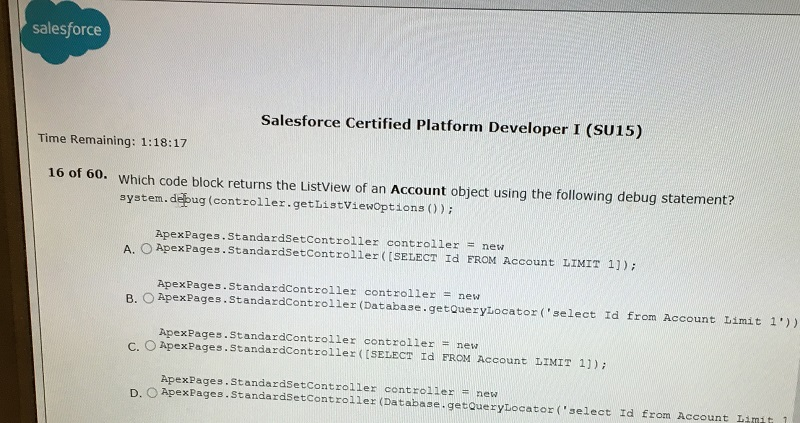 salesforce
Salesforce Certified Platform Developer I (SU15)
Time Remaining: 1:18:17
16 of 60. Which code block returns the ListView of an Account object using the following debug statement?
system.debug(controller.getListViewOptions());
ApexPages.StandardSetController controller = new
A. ApexPages.StandardSetController([SELECT Id FROM Account LIMIT 1]);
ApexPages.StandardController controller = new
B. ApexPages.StandardController(Database.getQueryLocator('select Id from Account Limit 1'))
ApexPages.StandardController controller = new
C. ApexPages.StandardController([SELECT Id FROM Account LIMIT 1]);
ApexPages.StandardSetController controller = new
D. ApexPages.StandardSetController(Database.getQueryLocator('select Id from Account Limit 1